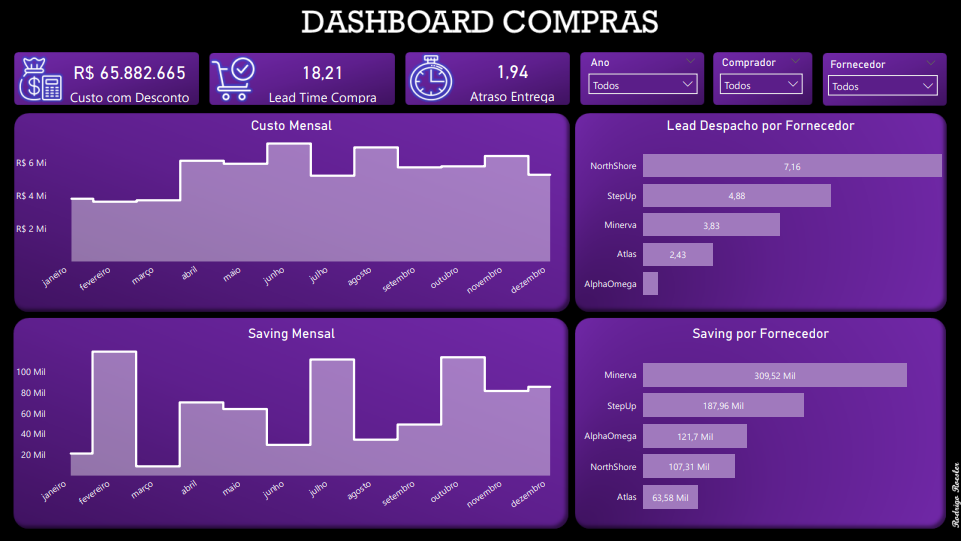 DASHBOARD COMPRAS
R$ 65.882.665
Custo com Desconto
18,21
Lead Time Compra
1,94
Atraso Entrega
Ano
Todos
Comprador
Todos
Fornecedor
Todos
Custo Mensal
R$ 6 Mi
R$ 4 Mi
R$ 2 Mi
janeiro
fevereiro
março
abril
maio
junho
julho
agosto
setembro
outubro
novembro
dezembro
Lead Despacho por Fornecedor
NorthShore 7,16
StepUp 4,88
Minerva 3,83
Atlas 2,43
AlphaOmega
Saving Mensal
100 Mil
80 Mil
60 Mil
40 Mil
20 Mil
janeiro
fevereiro
março
abril
maio
junho
julho
agosto
setembro
outubro
novembro
dezembro
Saving por Fornecedor
Minerva 309,52 Mil
StepUp 187,96 Mil
AlphaOmega 121,7 Mil
NorthShore 107,31 Mil
Atlas 63,58 Mil
Rodrigo Roesler